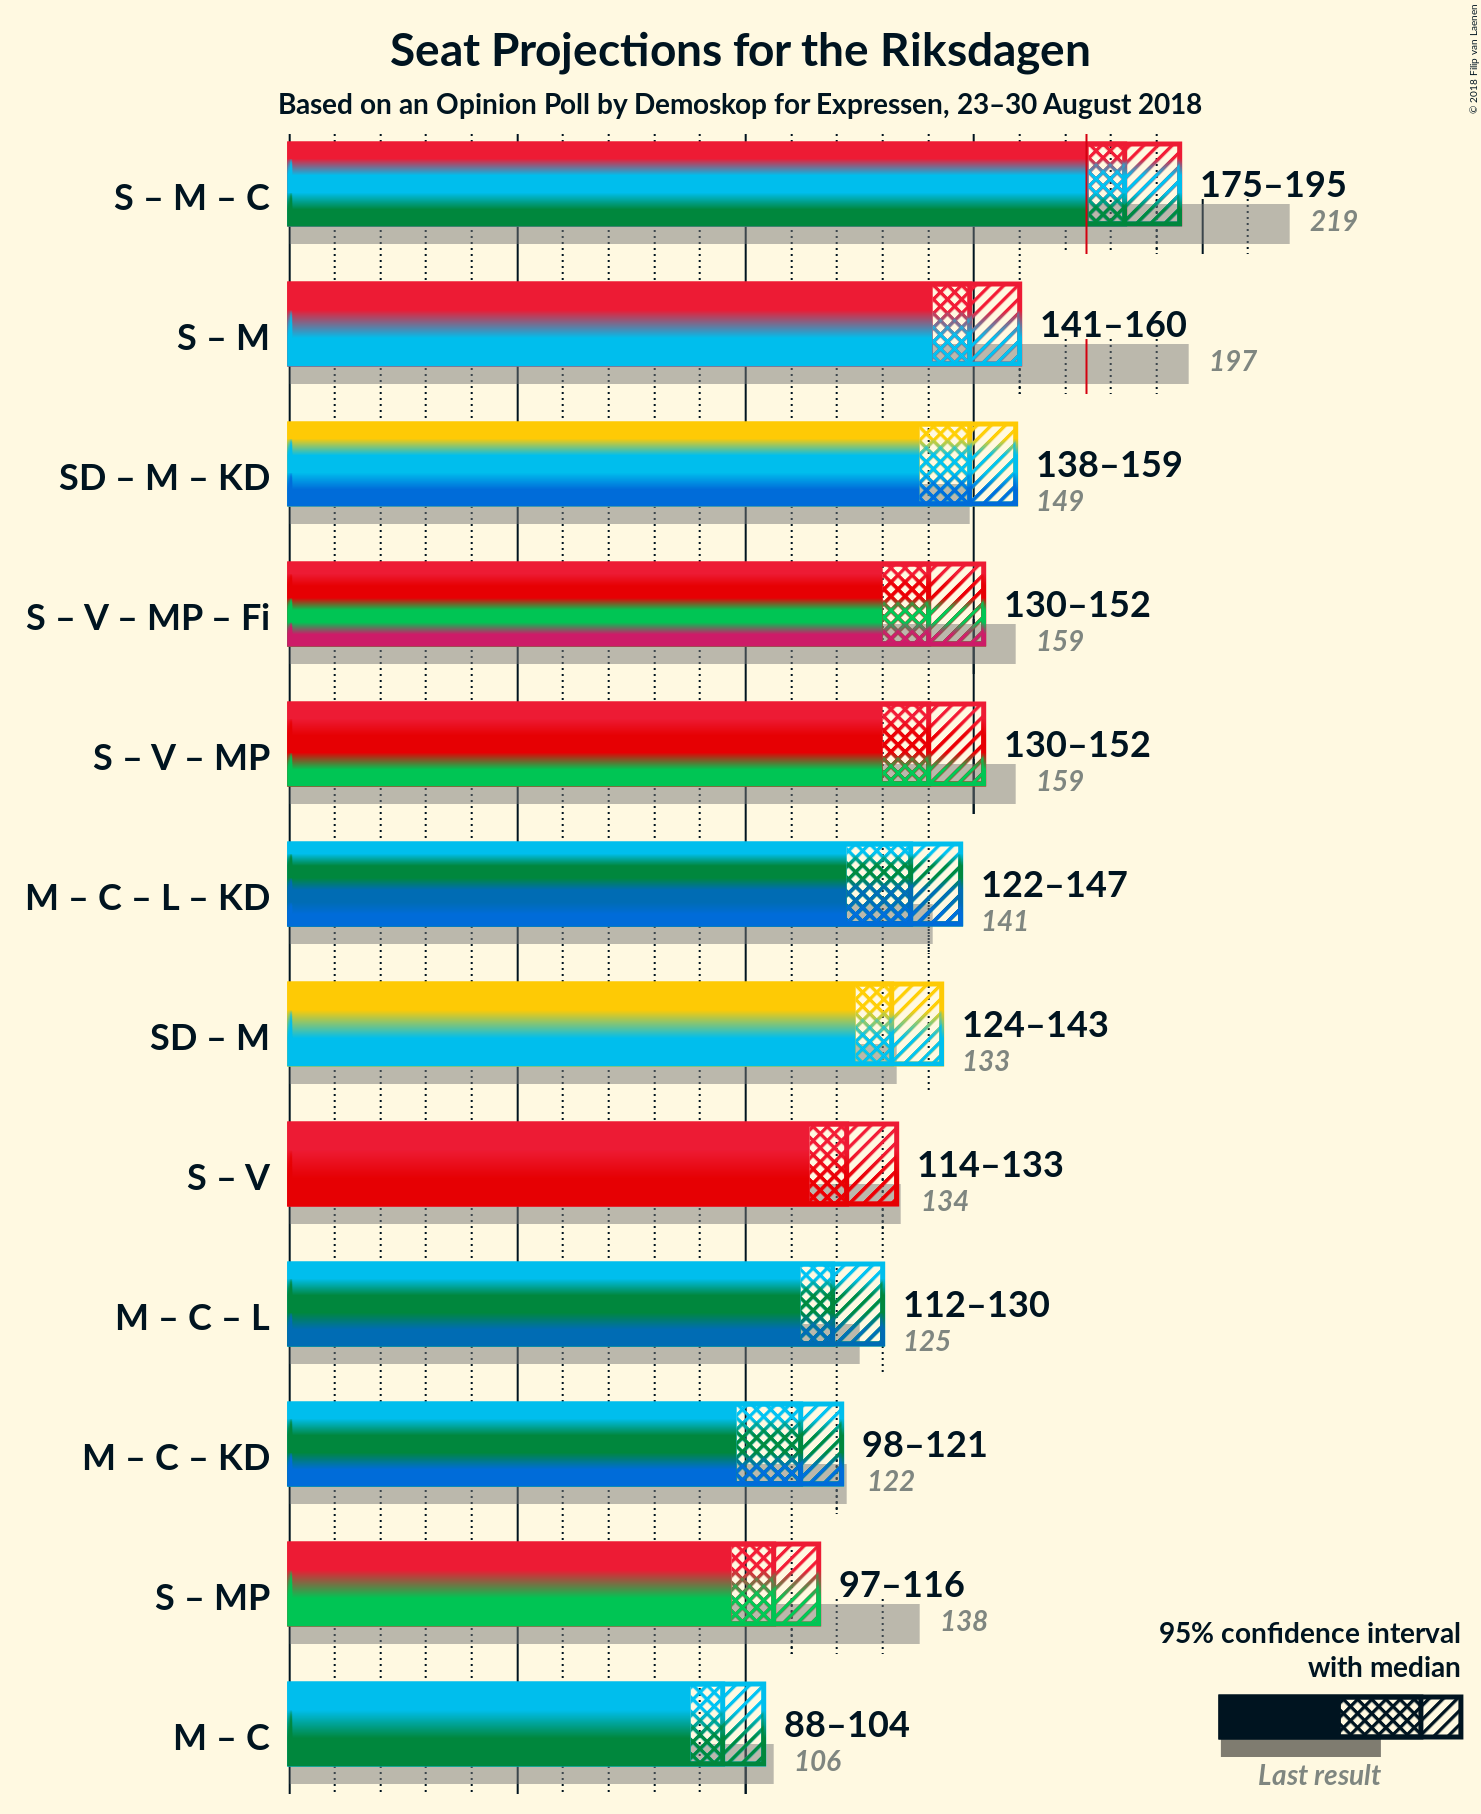 Seat Projections for the Riksdagen
Based on an Opinion Poll by Demoskop for Expressen, 23–30 August 2018
© 2018 Filip van Laenen
S – M – C
175–195
219
S – M
141–160
197
SD – M – KD
138–159
149
S – V – MP – Fi
130–152
159
S – V – MP
130–152
159
M – C – L – KD
122–147
141
SD – M
124–143
133
S – V
114–133
134
M – C – L
112–130
125
M – C – KD
98–121
122
S – MP
97–116
138
M – C
88–104
106
95% confidence interval
with median
Last result